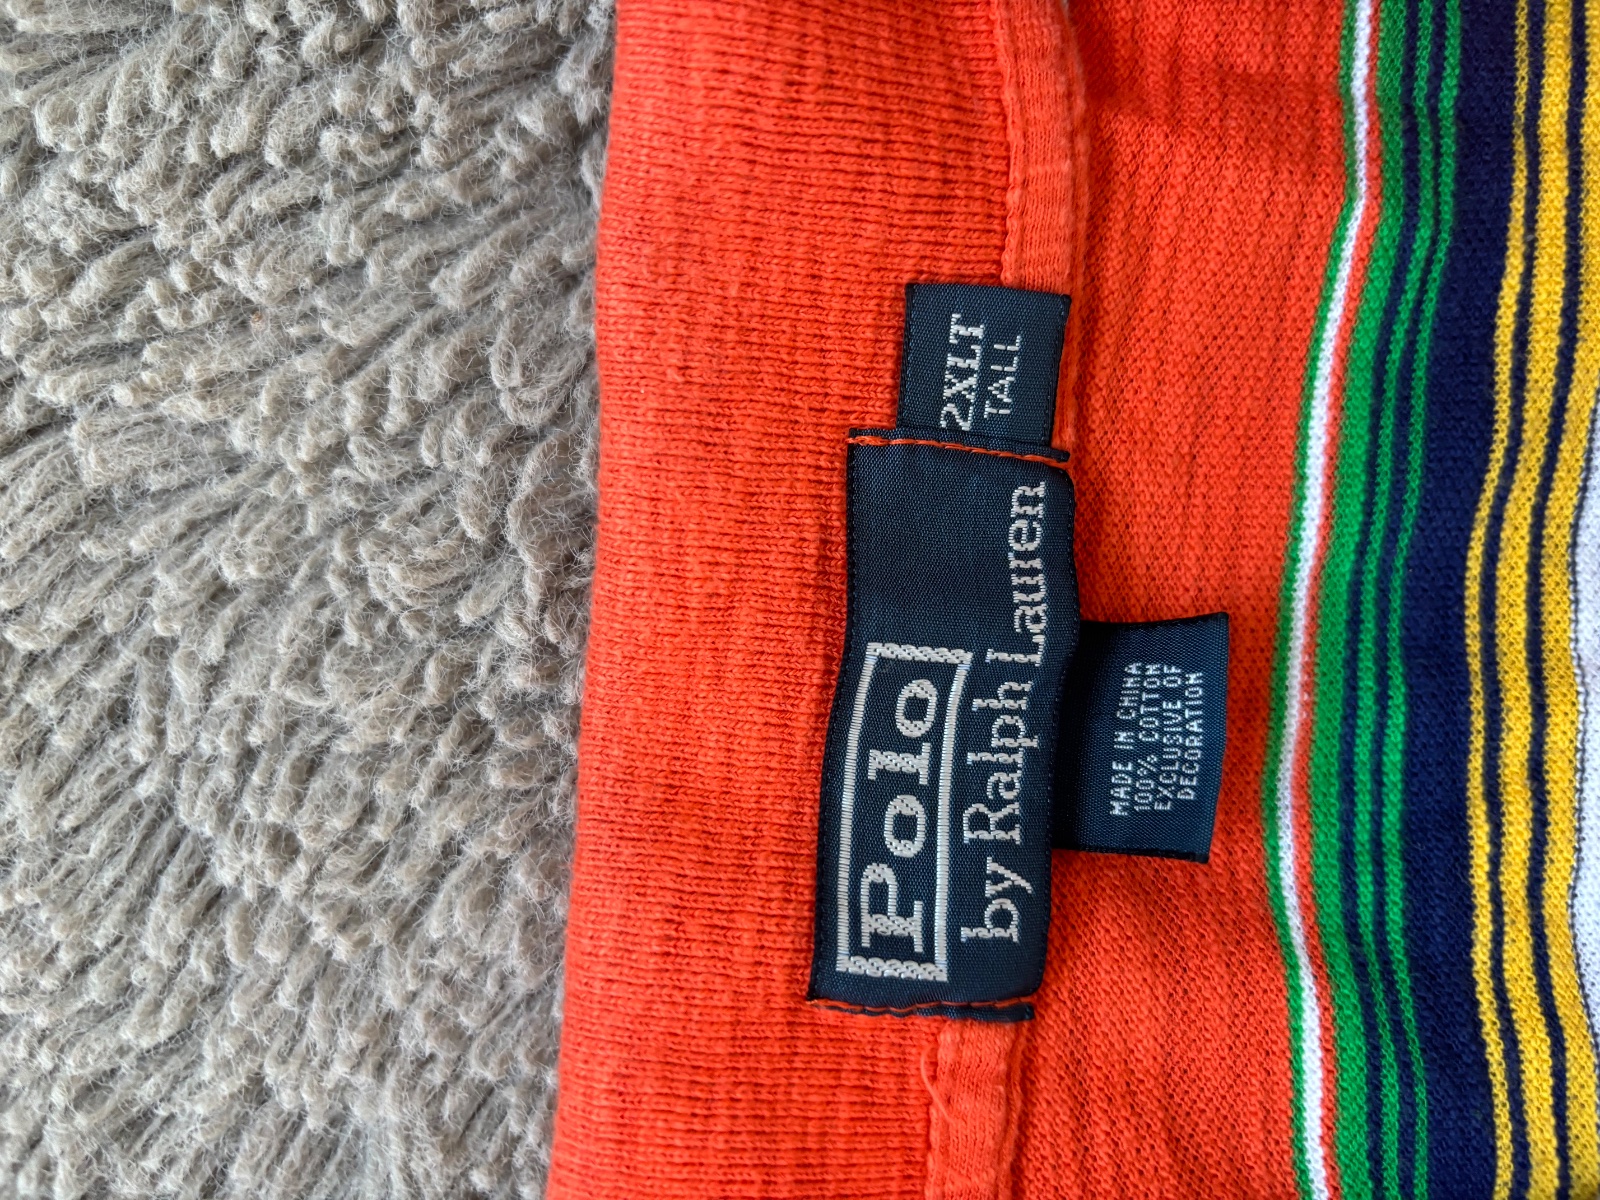 2XLT
TALL
Polo
by Ralph Lauren
MADE IN CHINA
100% COTTON
EXCLUSIVE OF
DECORATION